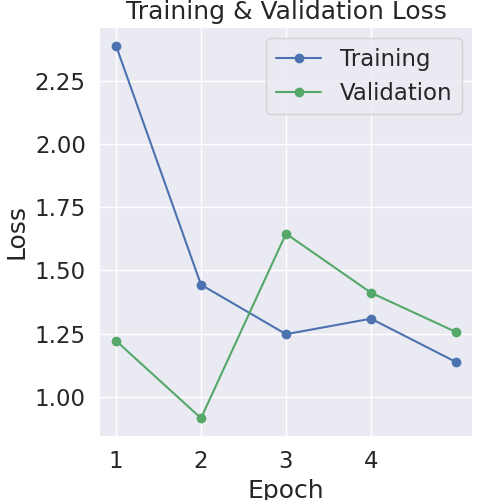 Training & Validation Loss
Training
Validation
2.25
2.00
1.75
1.50
1.25
1.00
Loss
1 2 3 4
Epoch